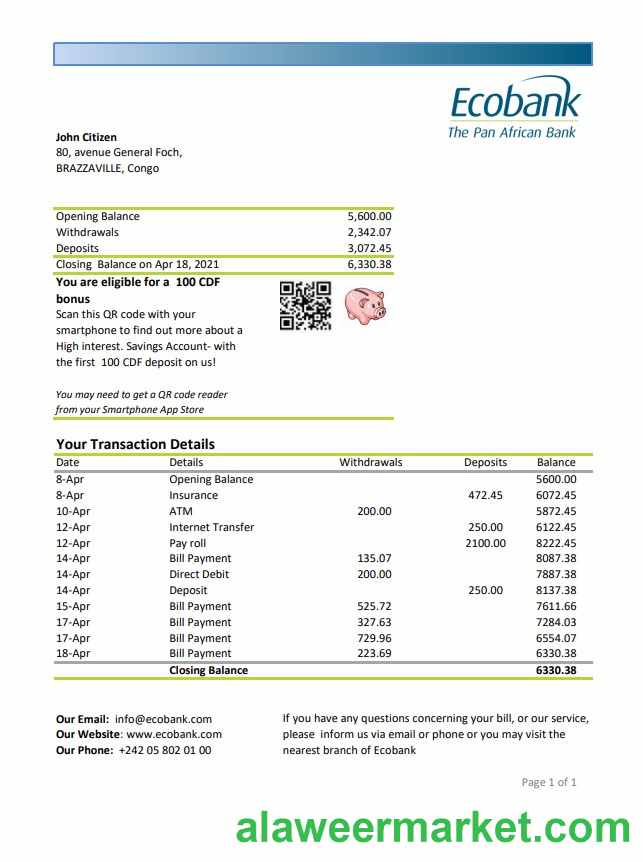 Ecobank
The Pan African Bank
John Citizen
80, avenue General Foch,
BRAZZAVILLE, Congo
Opening Balance 5,600.00
Withdrawals 2,342.07
Deposits 3,072.45
Closing Balance on Apr 18, 2021 6,330.38
You are eligible for a 100 CDF
bonus
Scan this QR code with your
smartphone to find out more about a
High interest. Savings Account- with
the first 100 CDF deposit on us!
You may need to get a QR code reader
from your Smartphone App Store
Your Transaction Details
Date Details Withdrawals Deposits Balance
8-Apr Opening Balance 5600.00
8-Apr Insurance 472.45 6072.45
10-Apr ATM 200.00 5872.45
12-Apr Internet Transfer 250.00 6122.45
12-Apr Pay roll 2100.00 8222.45
14-Apr Bill Payment 135.07 8087.38
14-Apr Direct Debit 200.00 7887.38
14-Apr Deposit 250.00 8137.38
15-Apr Bill Payment 525.72 7611.66
17-Apr Bill Payment 327.63 7284.03
17-Apr Bill Payment 729.96 6554.07
18-Apr Bill Payment 223.69 6330.38
Closing Balance 6330.38
Our Email: info@ecobank.com
Our Website: www.ecobank.com
Our Phone: +242 05 802 01 00
If you have any questions concerning your bill, or our service,
please inform us via email or phone or you may visit the
nearest branch of Ecobank
Page 1 of 1
alaweermarket.com